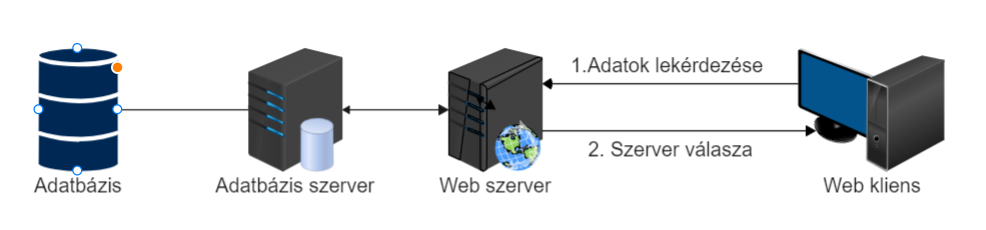 1.Adatok lekérdezése
2. Szerver válasza
Adatbázis
Adatbázis szerver
Web szerver
Web kliens